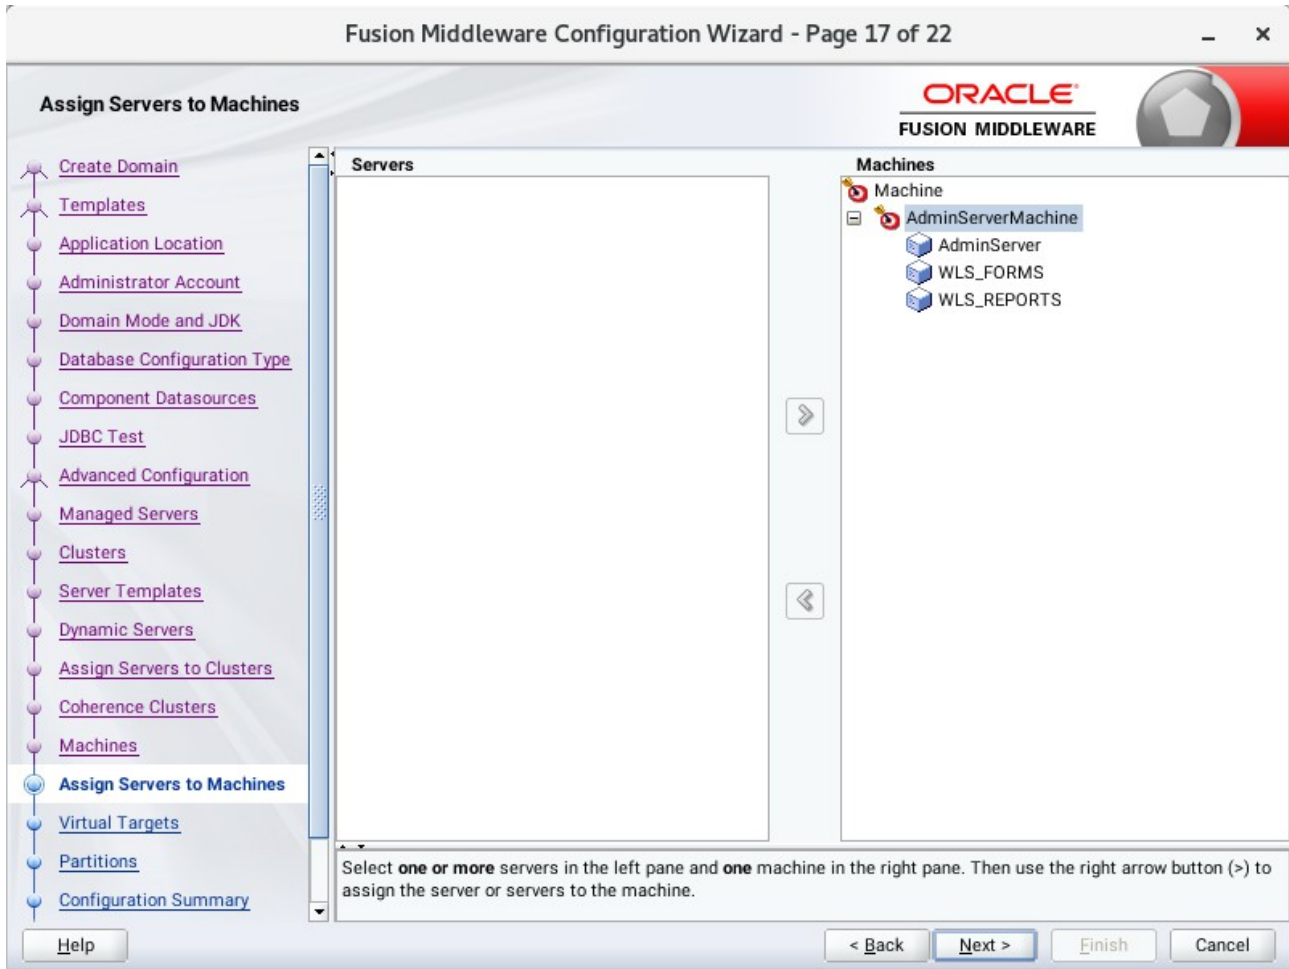 Fusion Middleware Configuration Wizard - Page 17 of 22
Assign Servers to Machines
ORACLE
FUSION MIDDLEWARE
Create Domain
Templates
Application Location
Administrator Account
Domain Mode and JDK
Database Configuration Type
Component Datasources
JDBC Test
Advanced Configuration
Managed Servers
Clusters
Server Templates
Dynamic Servers
Assign Servers to Clusters
Coherence Clusters
Machines
Assign Servers to Machines
Virtual Targets
Partitions
Configuration Summary
Servers
Machines
Machine
AdminServerMachine
AdminServer
WLS_FORMS
WLS_REPORTS
Select one or more servers in the left pane and one machine in the right pane. Then use the right arrow button (>) to
assign the server or servers to the machine.
Help
< Back
Next >
Finish
Cancel